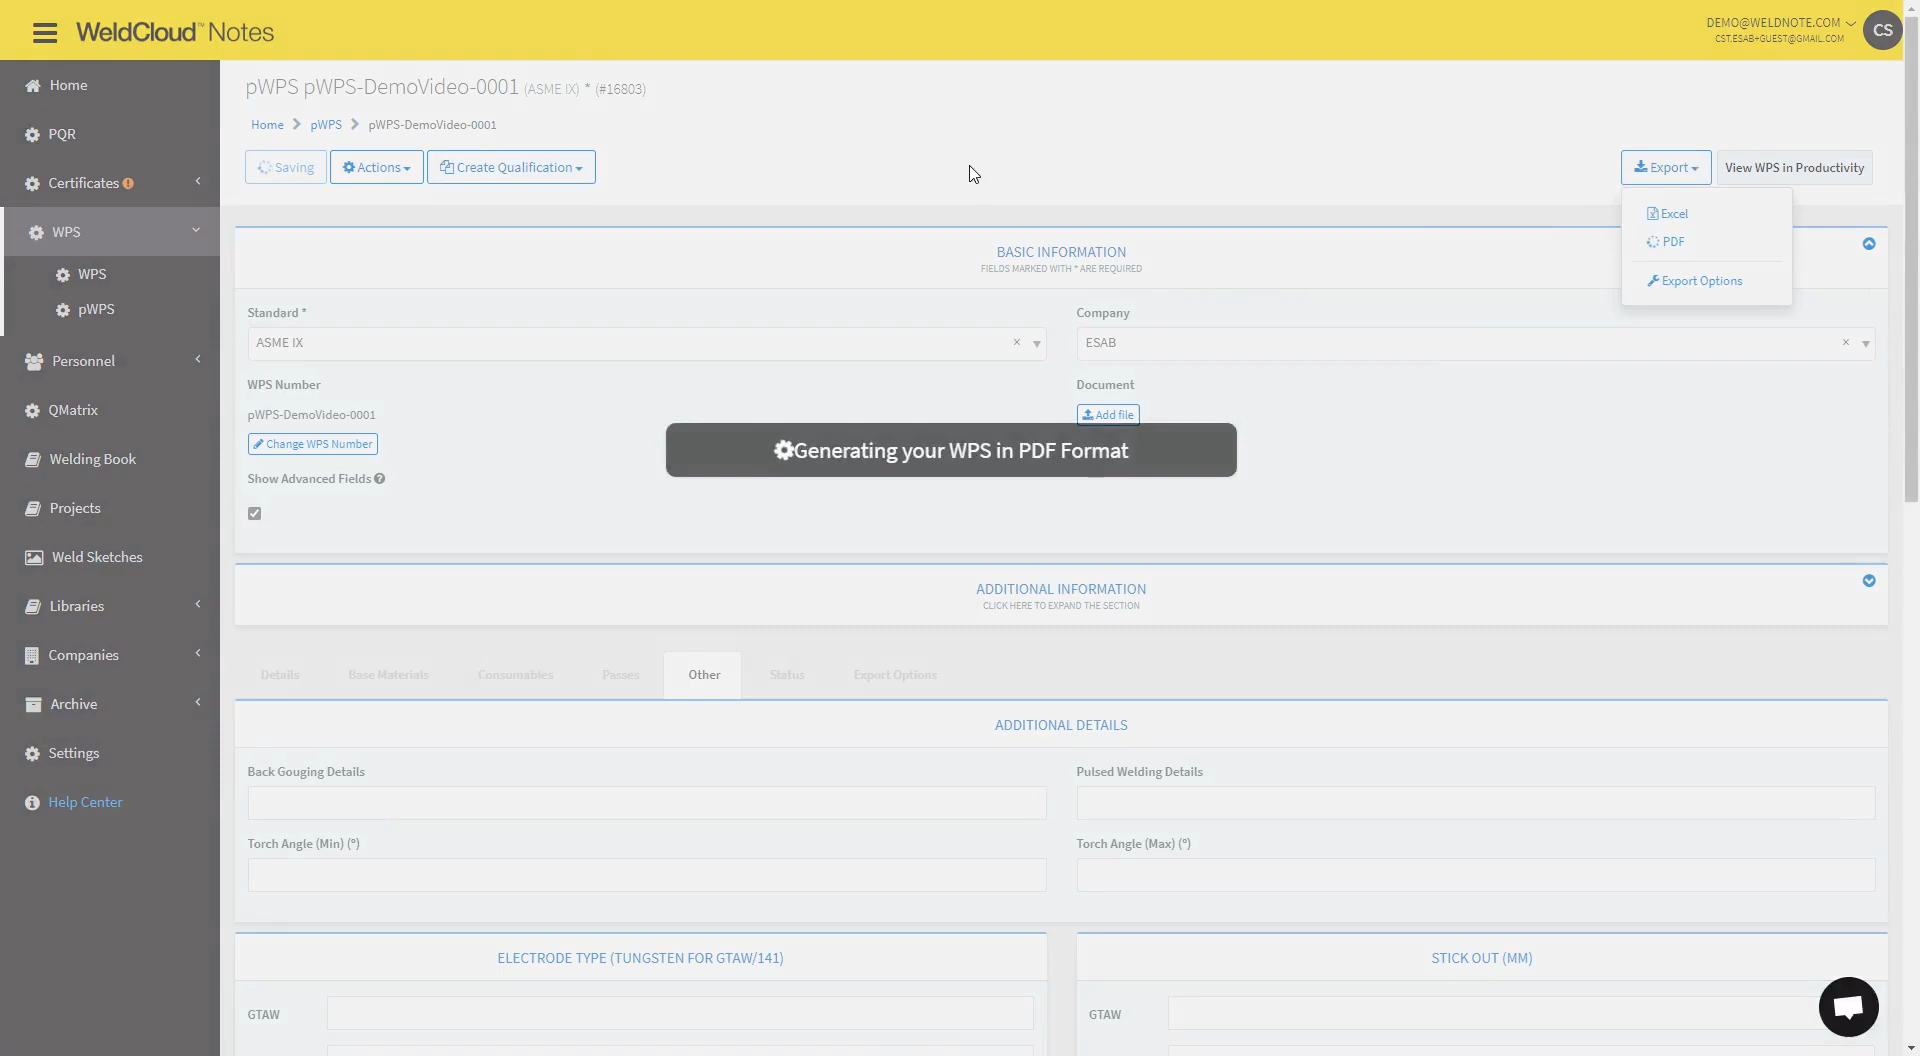 WeldCloud™ Notes
DEMO@WELDNOTE.COM
CST.ESAB+GUEST@GMAIL.COM
CS
Home
PQR
Certificates
WPS
WPS
pWPS
Personnel
QMatrix
Welding Book
Projects
Weld Sketches
Libraries
Companies
Archive
Settings
Help Center
pWPS pWPS-DemoVideo-0001 (ASME IX) * (#16803)
Home pWPS pWPS-DemoVideo-0001
Saving Actions Create Qualification
Export View WPS in Productivity
Excel
PDF
Export Options
BASIC INFORMATION
FIELDS MARKED WITH * ARE REQUIRED
Standard * Company
ASME IX × ESAB ×
WPS Number Document
pWPS-DemoVideo-0001 Add file
Change WPS Number
Generating your WPS in PDF Format
Show Advanced Fields
ADDITIONAL INFORMATION
CLICK HERE TO EXPAND THE SECTION
Details Base Materials Consumables Passes Other Status Export Options
ADDITIONAL DETAILS
Back Gouging Details Pulsed Welding Details
Torch Angle (Min) (°) Torch Angle (Max) (°)
ELECTRODE TYPE (TUNGSTEN FOR GTAW/141) STICK OUT (MM)
GTAW GTAW